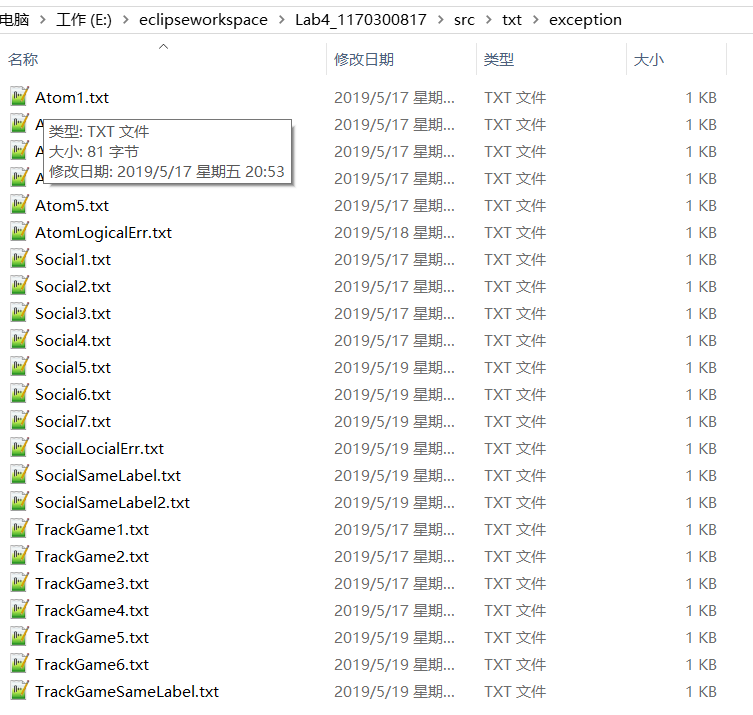 电脑 > 工作 (E:) > eclipseworkspace > Lab4_1170300817 > src > txt > exception
名称 修改日期 类型 大小
Atom1.txt 2019/5/17 星期... TXT 文件 1 KB
A 2019/5/17 星期... TXT 文件 1 KB
类型: TXT 文件
A 2019/5/17 星期... TXT 文件 1 KB
大小: 81 字节
A 2019/5/17 星期... TXT 文件 1 KB
修改日期: 2019/5/17 星期五 20:53
Atom5.txt 2019/5/17 星期... TXT 文件 1 KB
AtomLogicalErr.txt 2019/5/18 星期... TXT 文件 1 KB
Social1.txt 2019/5/17 星期... TXT 文件 1 KB
Social2.txt 2019/5/17 星期... TXT 文件 1 KB
Social3.txt 2019/5/17 星期... TXT 文件 1 KB
Social4.txt 2019/5/17 星期... TXT 文件 1 KB
Social5.txt 2019/5/19 星期... TXT 文件 1 KB
Social6.txt 2019/5/19 星期... TXT 文件 1 KB
Social7.txt 2019/5/19 星期... TXT 文件 1 KB
SocialLocialErr.txt 2019/5/19 星期... TXT 文件 1 KB
SocialSameLabel.txt 2019/5/19 星期... TXT 文件 1 KB
SocialSameLabel2.txt 2019/5/19 星期... TXT 文件 1 KB
TrackGame1.txt 2019/5/17 星期... TXT 文件 1 KB
TrackGame2.txt 2019/5/17 星期... TXT 文件 1 KB
TrackGame3.txt 2019/5/17 星期... TXT 文件 1 KB
TrackGame4.txt 2019/5/17 星期... TXT 文件 1 KB
TrackGame5.txt 2019/5/19 星期... TXT 文件 1 KB
TrackGame6.txt 2019/5/19 星期... TXT 文件 1 KB
TrackGameSameLabel.txt 2019/5/19 星期... TXT 文件 1 KB